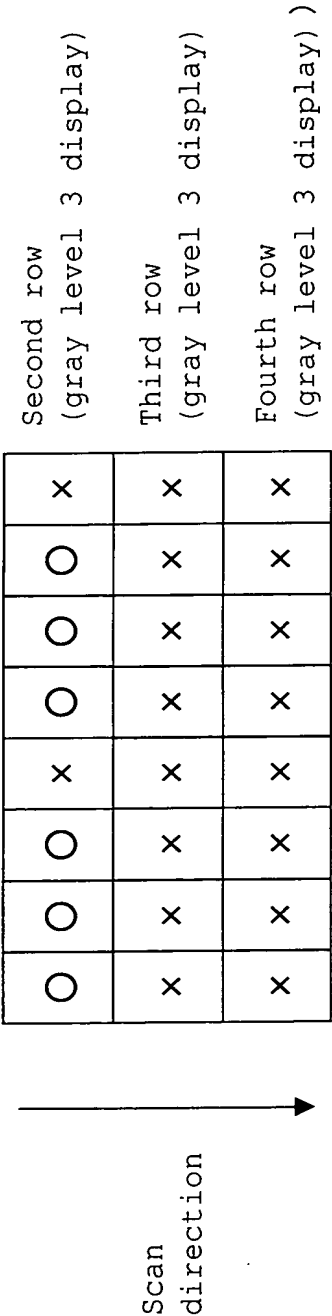 Scan
direction
○ ○ ○ × ○ ○ ○ ×
Second row
(gray level 3 display)
× × × × × × × ×
Third row
(gray level 3 display)
× × × × × × × ×
Fourth row
(gray level 3 display))